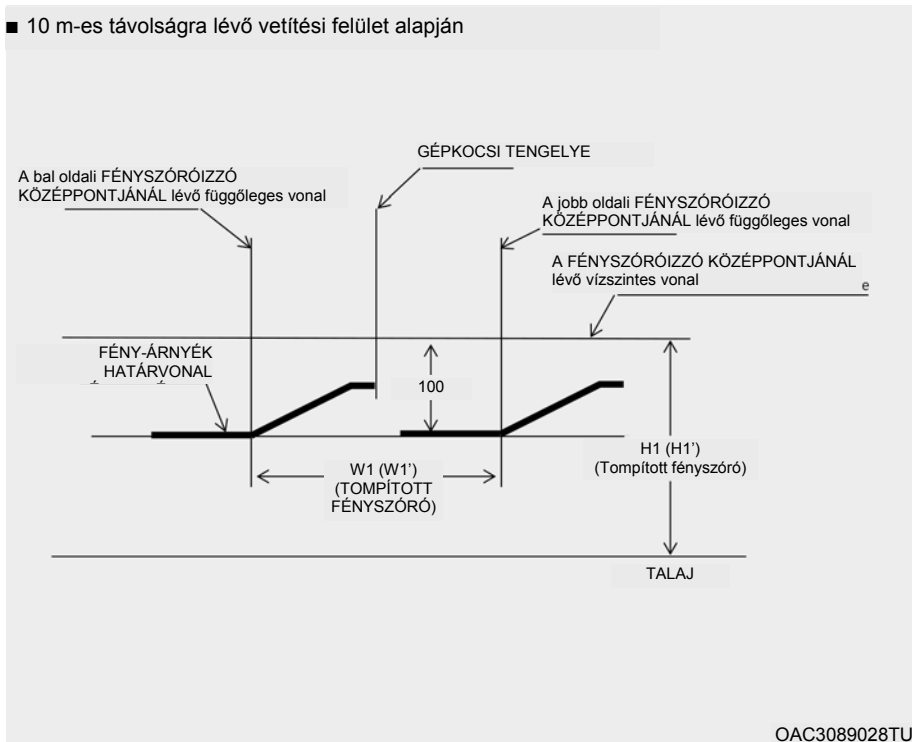 ■ 10 m-es távolságra lévő vetítési felület alapján
GÉPKOCSI TENGELYE
A bal oldali FÉNYSZÓRÓIZZÓ
KÖZÉPPONTJÁNÁL lévő függőleges vonal
A jobb oldali FÉNYSZÓRÓIZZÓ
KÖZÉPPONTJÁNÁL lévő függőleges vonal
A FÉNYSZÓRÓIZZÓ KÖZÉPPONTJÁNÁL
lévő vízszintes vonal
e
FÉNY-ÁRNYÉK
HATÁRVONAL
100
H1 (H1’)
(Tompított fényszóró)
W1 (W1’)
(TOMPÍTOTT
FÉNYSZÓRÓ)
TALAJ
OAC3089028TU